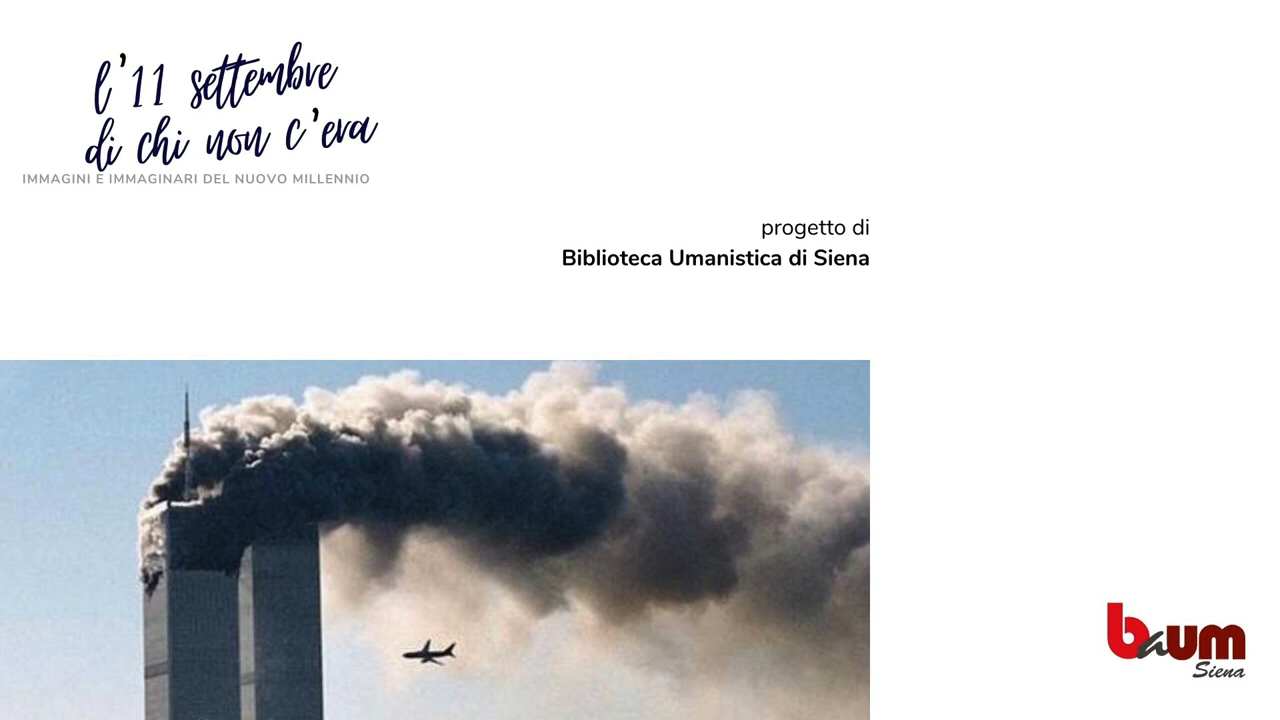 l'11 settembre
di chi non c'era
IMMAGINI E IMMAGINARI DEL NUOVO MILLENNIO
progetto di
Biblioteca Umanistica di Siena
baum
Siena